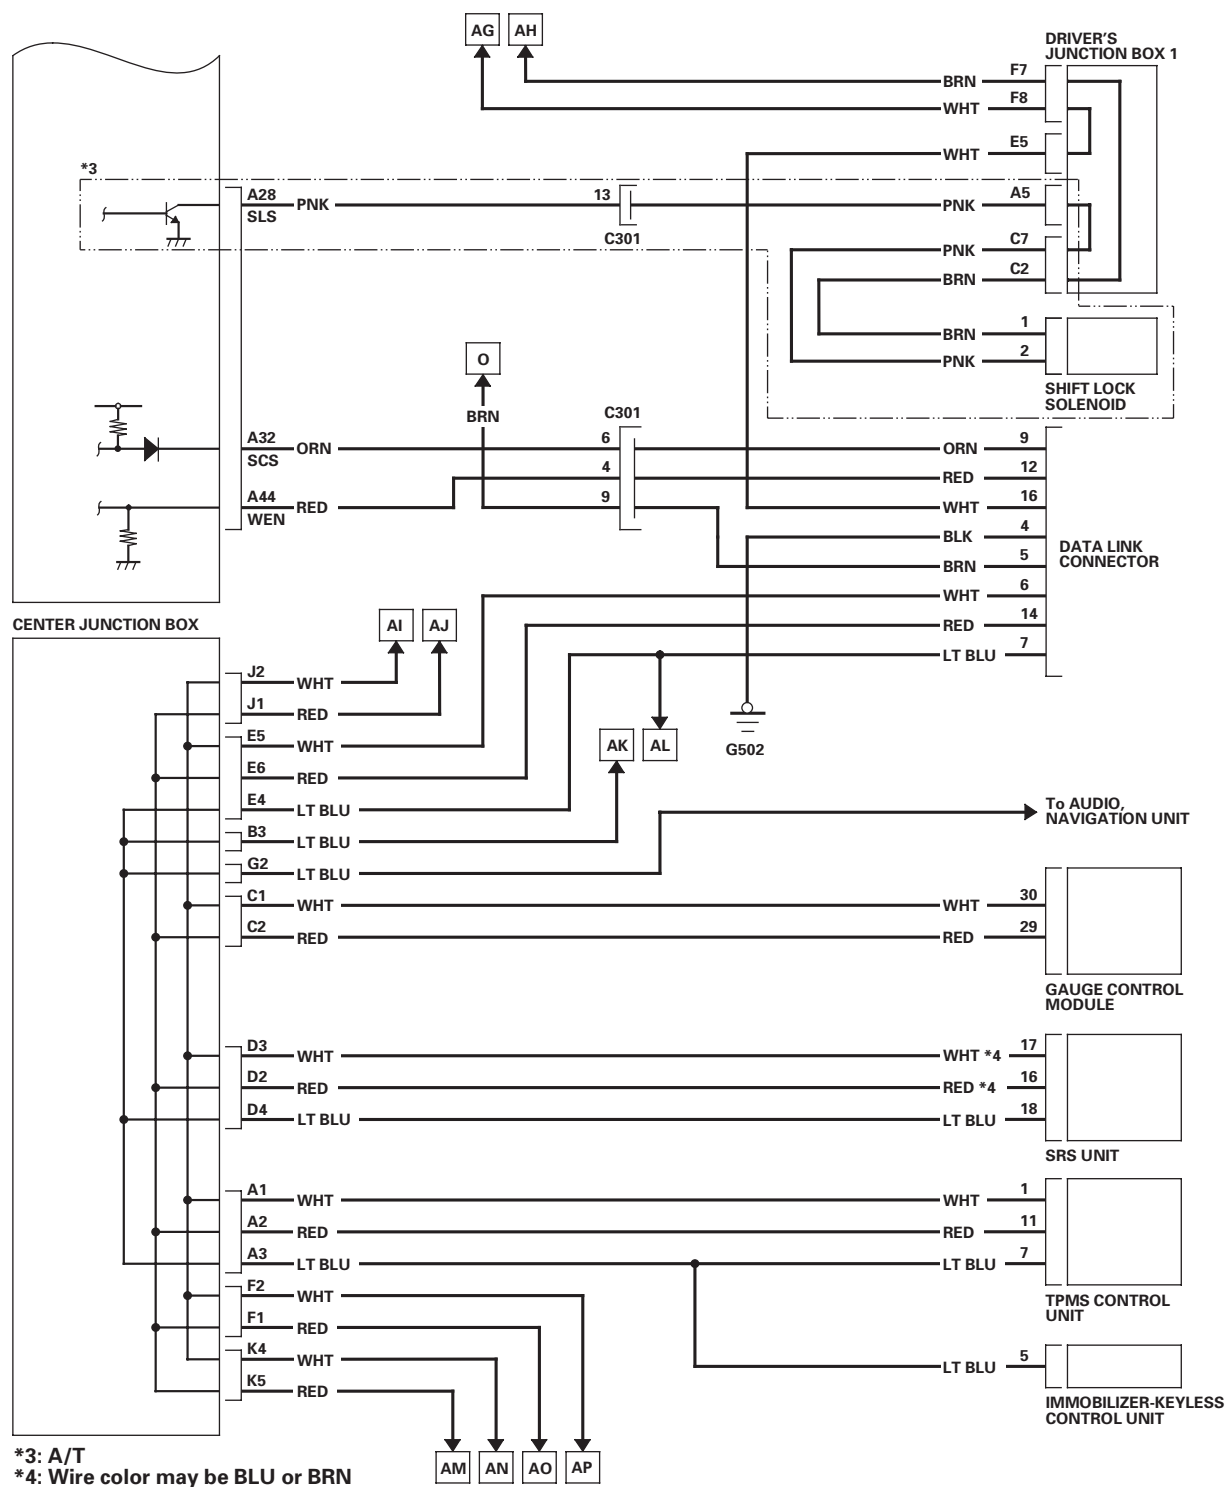 AG AH
DRIVER'S
JUNCTION BOX 1
BRN F7
WHT F8
WHT E5
*3
A28 PNK 13 PNK A5
SLS
C301
PNK C7
BRN C2
BRN 1
PNK 2
SHIFT LOCK
SOLENOID
O
BRN
C301
A32 ORN 6 ORN 9
SCS
4 RED 12
A44 RED 9 WHT 16
WEN
BLK 4
BRN 5
WHT 6
RED 14
LT BLU 7
DATA LINK
CONNECTOR
CENTER JUNCTION BOX
AI AJ
J2 WHT
J1 RED
E5 WHT
AK AL
G502
E6 RED
E4 LT BLU
To AUDIO,
NAVIGATION UNIT
B3 LT BLU
G2 LT BLU
C1 WHT WHT 30
C2 RED RED 29
GAUGE CONTROL
MODULE
D3 WHT WHT *4 17
D2 RED RED *4 16
D4 LT BLU LT BLU 18
SRS UNIT
A1 WHT WHT 1
A2 RED RED 11
A3 LT BLU LT BLU 7
TPMS CONTROL
UNIT
F2 WHT
F1 RED
K4 WHT
LT BLU 5
K5 RED
IMMOBILIZER-KEYLESS
CONTROL UNIT
AM AN AO AP
*3: A/T
*4: Wire color may be BLU or BRN